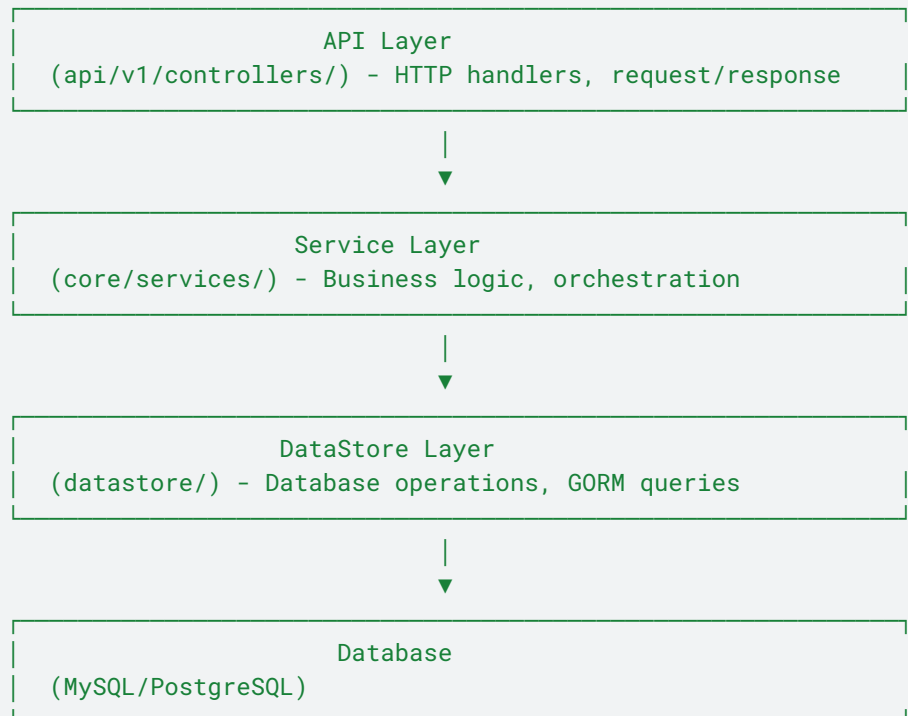 API Layer
(api/v1/controllers/) - HTTP handlers, request/response
Service Layer
(core/services/) - Business logic, orchestration
DataStore Layer
(datastore/) - Database operations, GORM queries
Database
(MySQL/PostgreSQL)